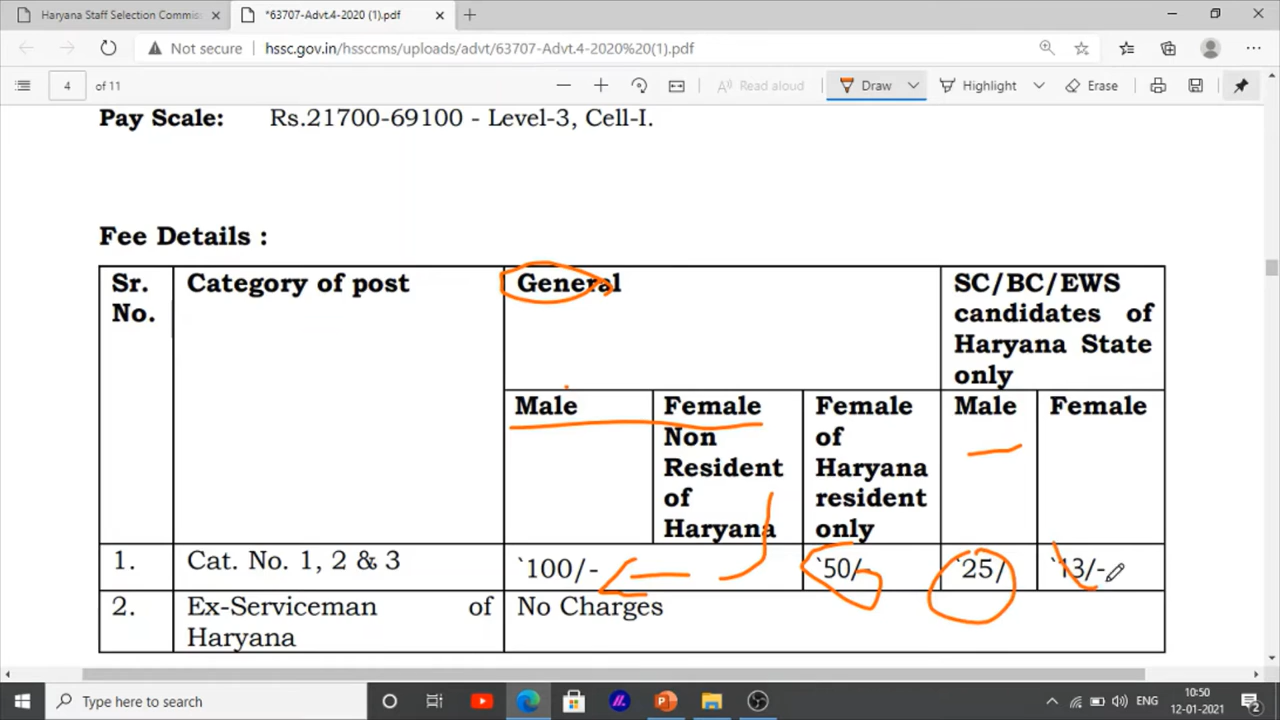 Haryana Staff Selection Commis
*63707-Advt.4-2020 (1).pdf
Not secure
hssc.gov.in/hssccms/uploads/advt/63707-Advt.4-2020%20(1).pdf
4 of 11
Read aloud
Draw
Highlight
Erase
Pay Scale: Rs.21700-69100 - Level-3, Cell-I.
Fee Details :
Sr. No.
Category of post
General
SC/BC/EWS
candidates of
Haryana State
only
Male
Female
Non
Resident
of
Haryana
Female
of
Haryana
resident
only
Male
Female
1.
Cat. No. 1, 2 & 3
`100/-
`50/-
`25/
`13/-
2.
Ex-Serviceman of
Haryana
No Charges
Type here to search
ENG
10:50
12-01-2021
2